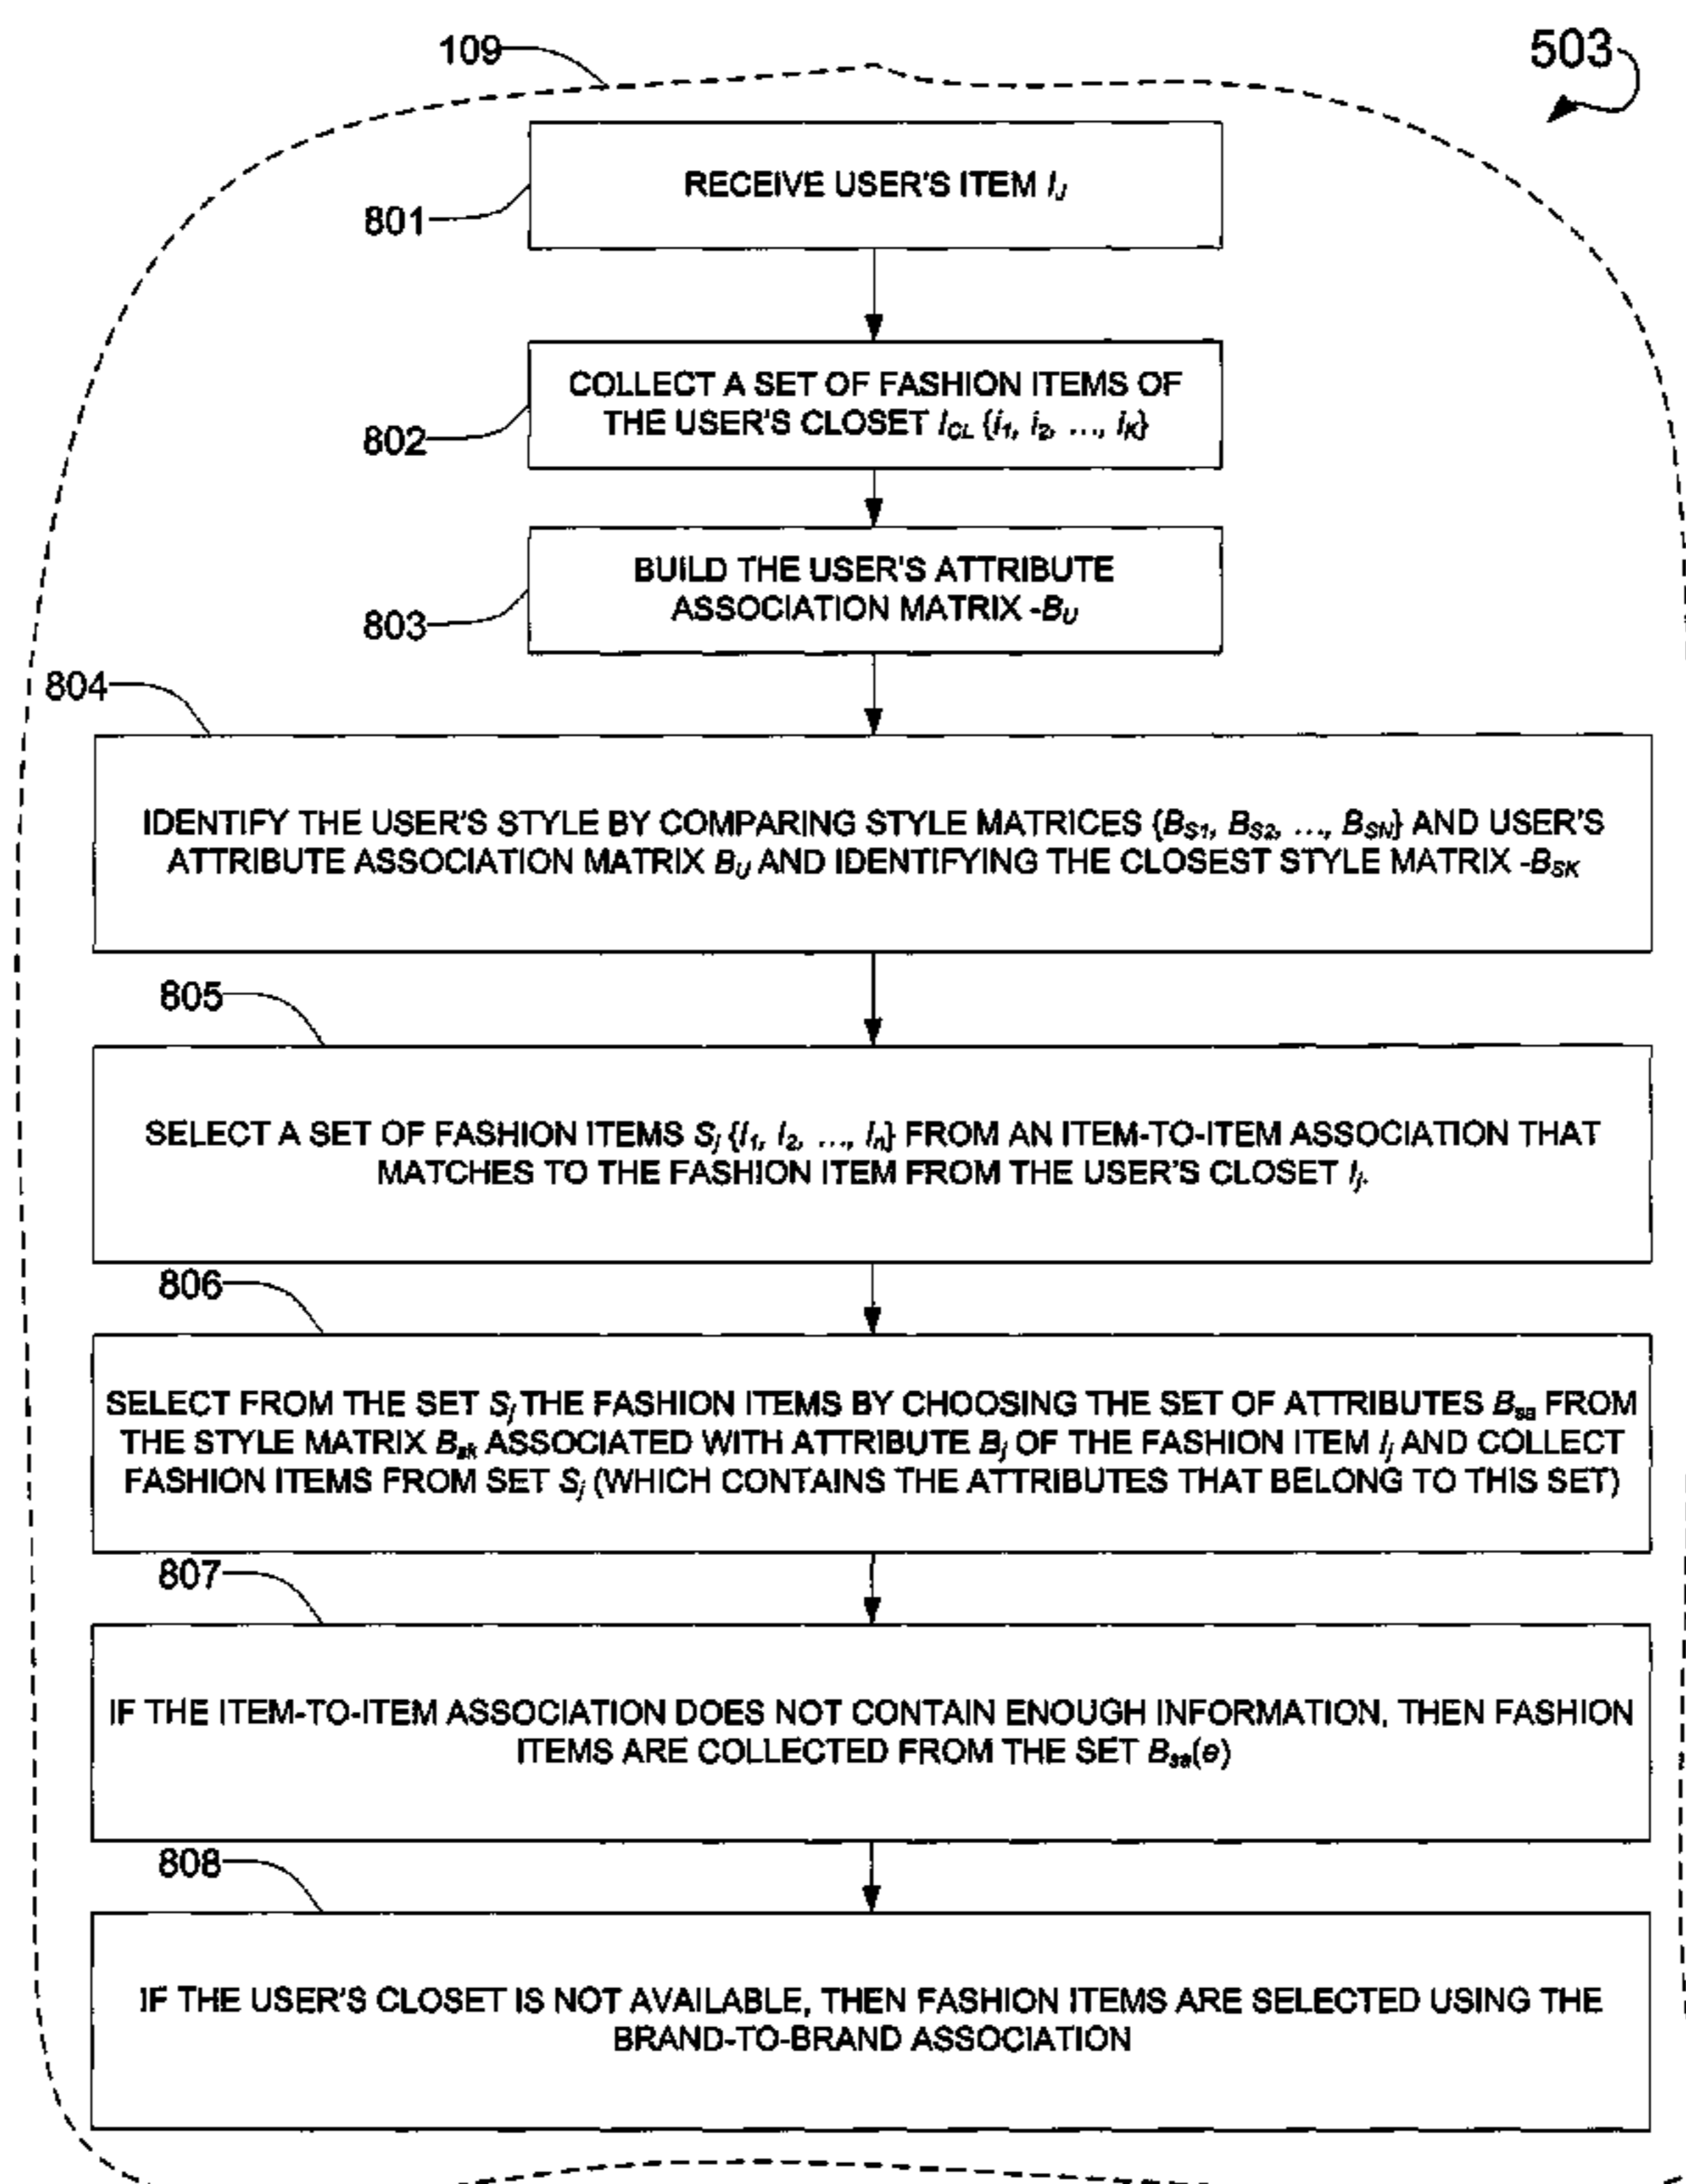 109
503
RECEIVE USER'S ITEM IJ
801
COLLECT A SET OF FASHION ITEMS OF
THE USER'S CLOSET ICL {i1, i2, ..., iK}
802
BUILD THE USER'S ATTRIBUTE
ASSOCIATION MATRIX -BU
803
804
IDENTIFY THE USER'S STYLE BY COMPARING STYLE MATRICES {BS1, BS2, ..., BSN} AND USER'S
ATTRIBUTE ASSOCIATION MATRIX BU AND IDENTIFYING THE CLOSEST STYLE MATRIX -BSK
805
SELECT A SET OF FASHION ITEMS Sj {I1, I2, ..., In} FROM AN ITEM-TO-ITEM ASSOCIATION THAT
MATCHES TO THE FASHION ITEM FROM THE USER'S CLOSET Ij.
806
SELECT FROM THE SET Sj THE FASHION ITEMS BY CHOOSING THE SET OF ATTRIBUTES Bsa FROM
THE STYLE MATRIX Bsk ASSOCIATED WITH ATTRIBUTE Bj OF THE FASHION ITEM Ij AND COLLECT
FASHION ITEMS FROM SET Sj (WHICH CONTAINS THE ATTRIBUTES THAT BELONG TO THIS SET)
807
IF THE ITEM-TO-ITEM ASSOCIATION DOES NOT CONTAIN ENOUGH INFORMATION, THEN FASHION
ITEMS ARE COLLECTED FROM THE SET Bsa(e)
808
IF THE USER'S CLOSET IS NOT AVAILABLE, THEN FASHION ITEMS ARE SELECTED USING THE
BRAND-TO-BRAND ASSOCIATION